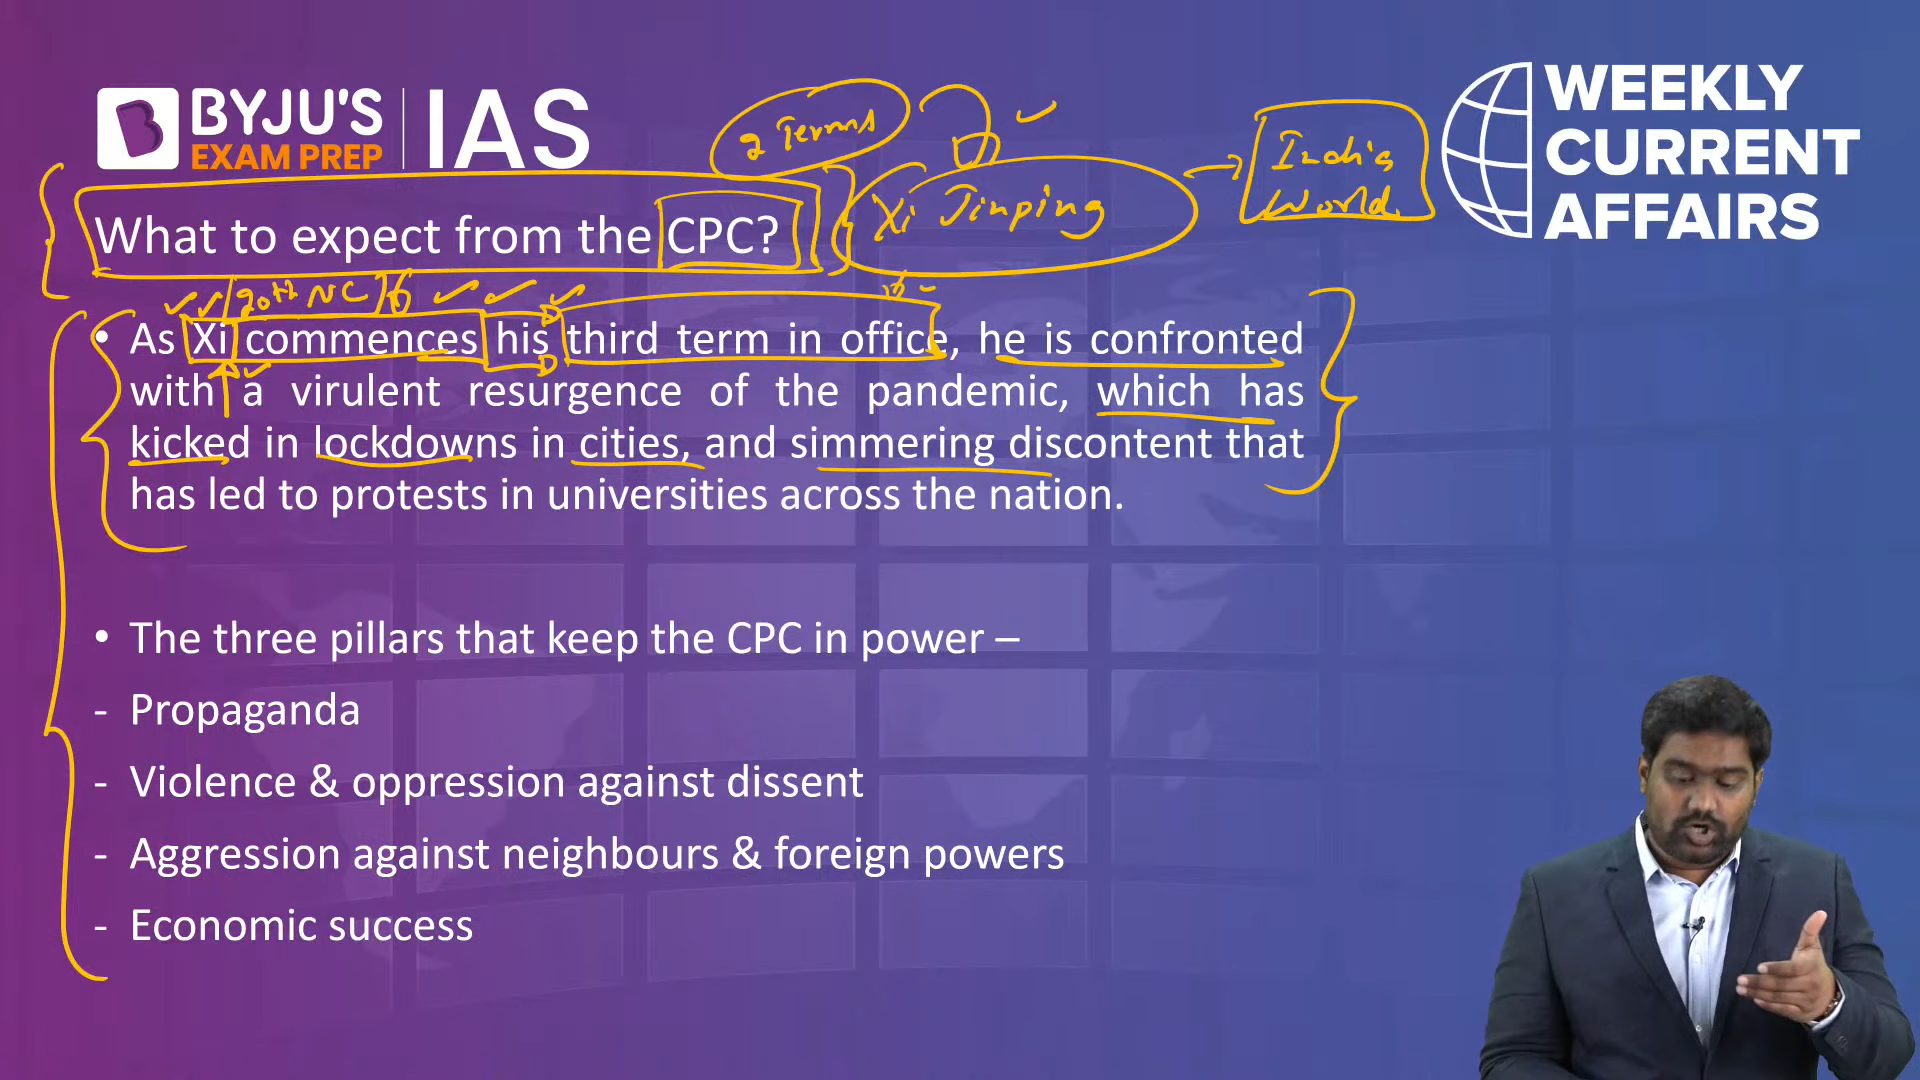 BYJU'S
EXAM PREP
IAS
WEEKLY
CURRENT
AFFAIRS
2 Terms
Xi Jinping
India's
World
What to expect from the CPC?
20th NC
• As Xi commences his third term in office, he is confronted
with a virulent resurgence of the pandemic, which has
kicked in lockdowns in cities, and simmering discontent that
has led to protests in universities across the nation.
• The three pillars that keep the CPC in power –
- Propaganda
- Violence & oppression against dissent
- Aggression against neighbours & foreign powers
- Economic success